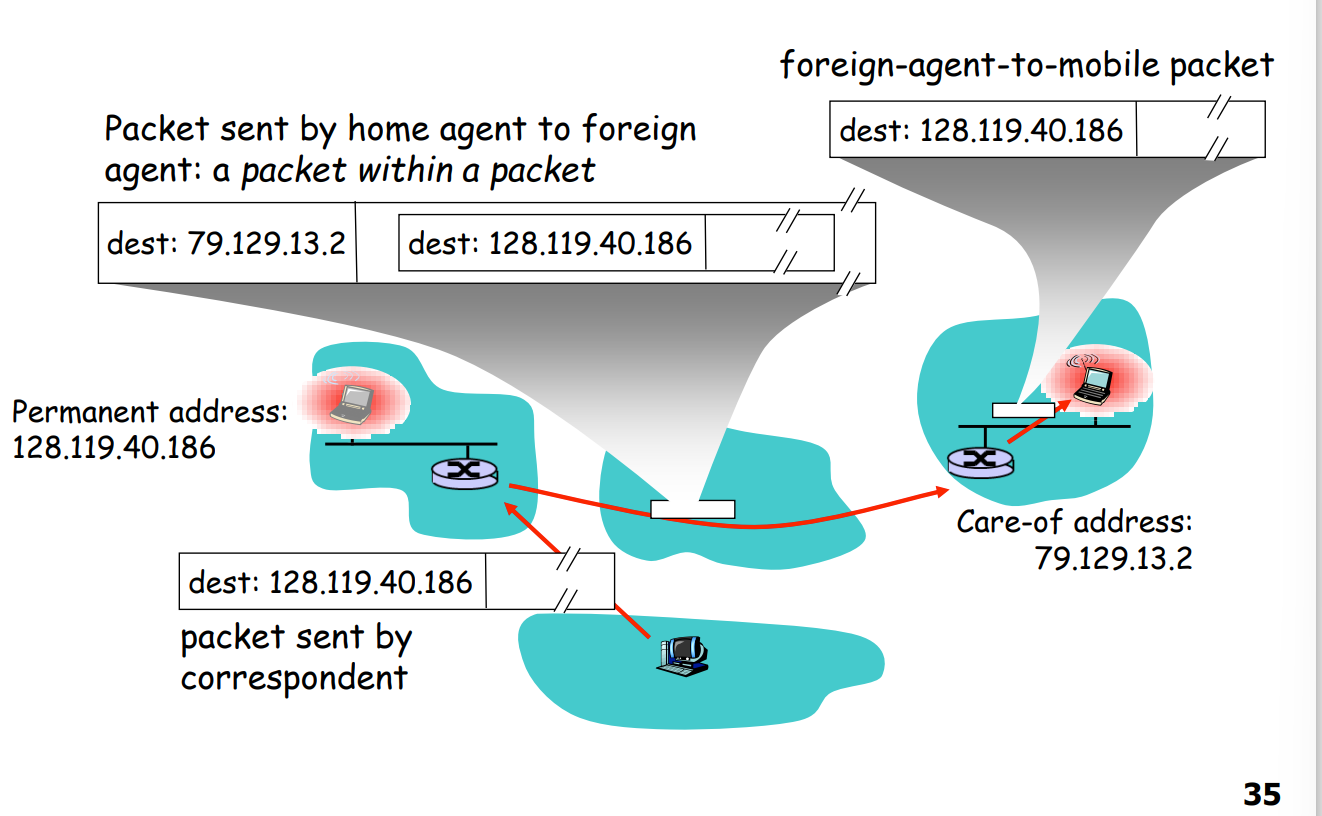 foreign-agent-to-mobile packet
dest: 128.119.40.186
Packet sent by home agent to foreign
agent: a packet within a packet
dest: 79.129.13.2
dest: 128.119.40.186
Permanent address:
128.119.40.186
Care-of address:
79.129.13.2
dest: 128.119.40.186
packet sent by
correspondent
35